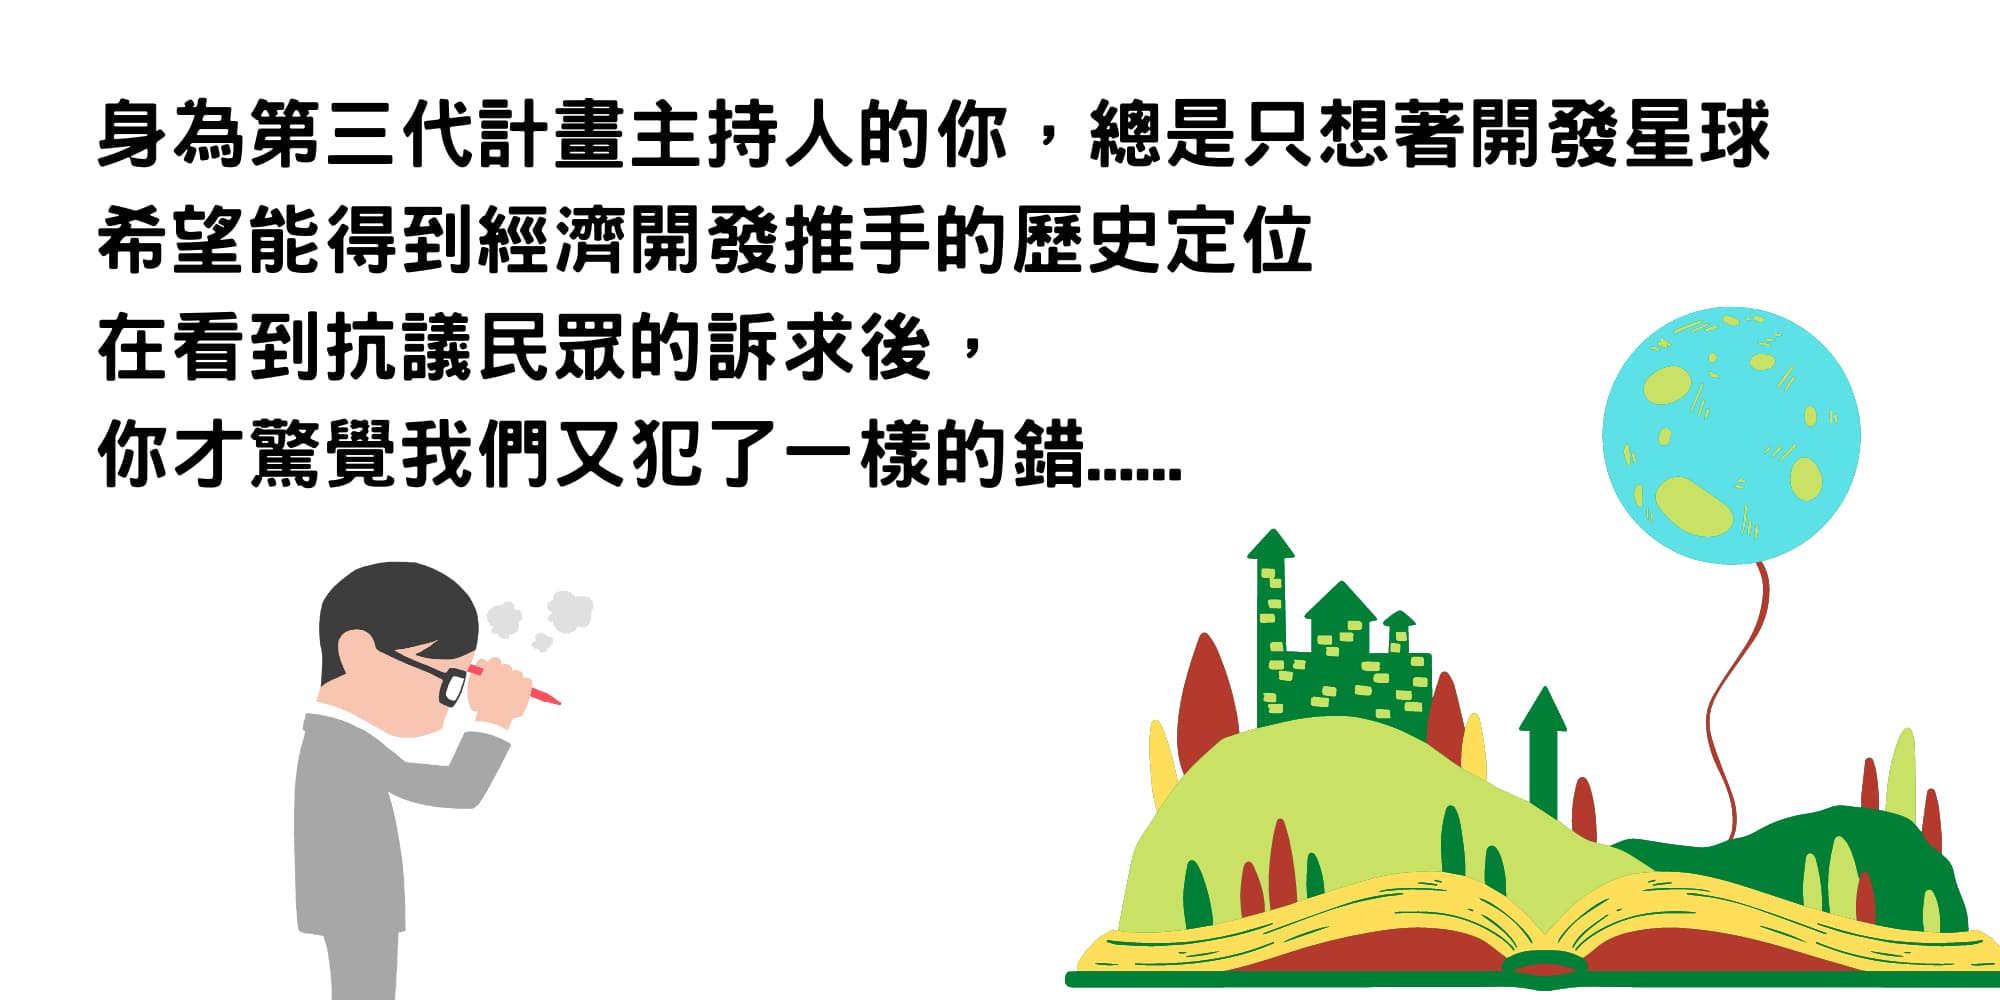 身為第三代計畫主持人的你，總是只想著開發星球
希望能得到經濟開發推手的歷史定位
在看到抗議民眾的訴求後，
你才驚覺我們又犯了一樣的錯......